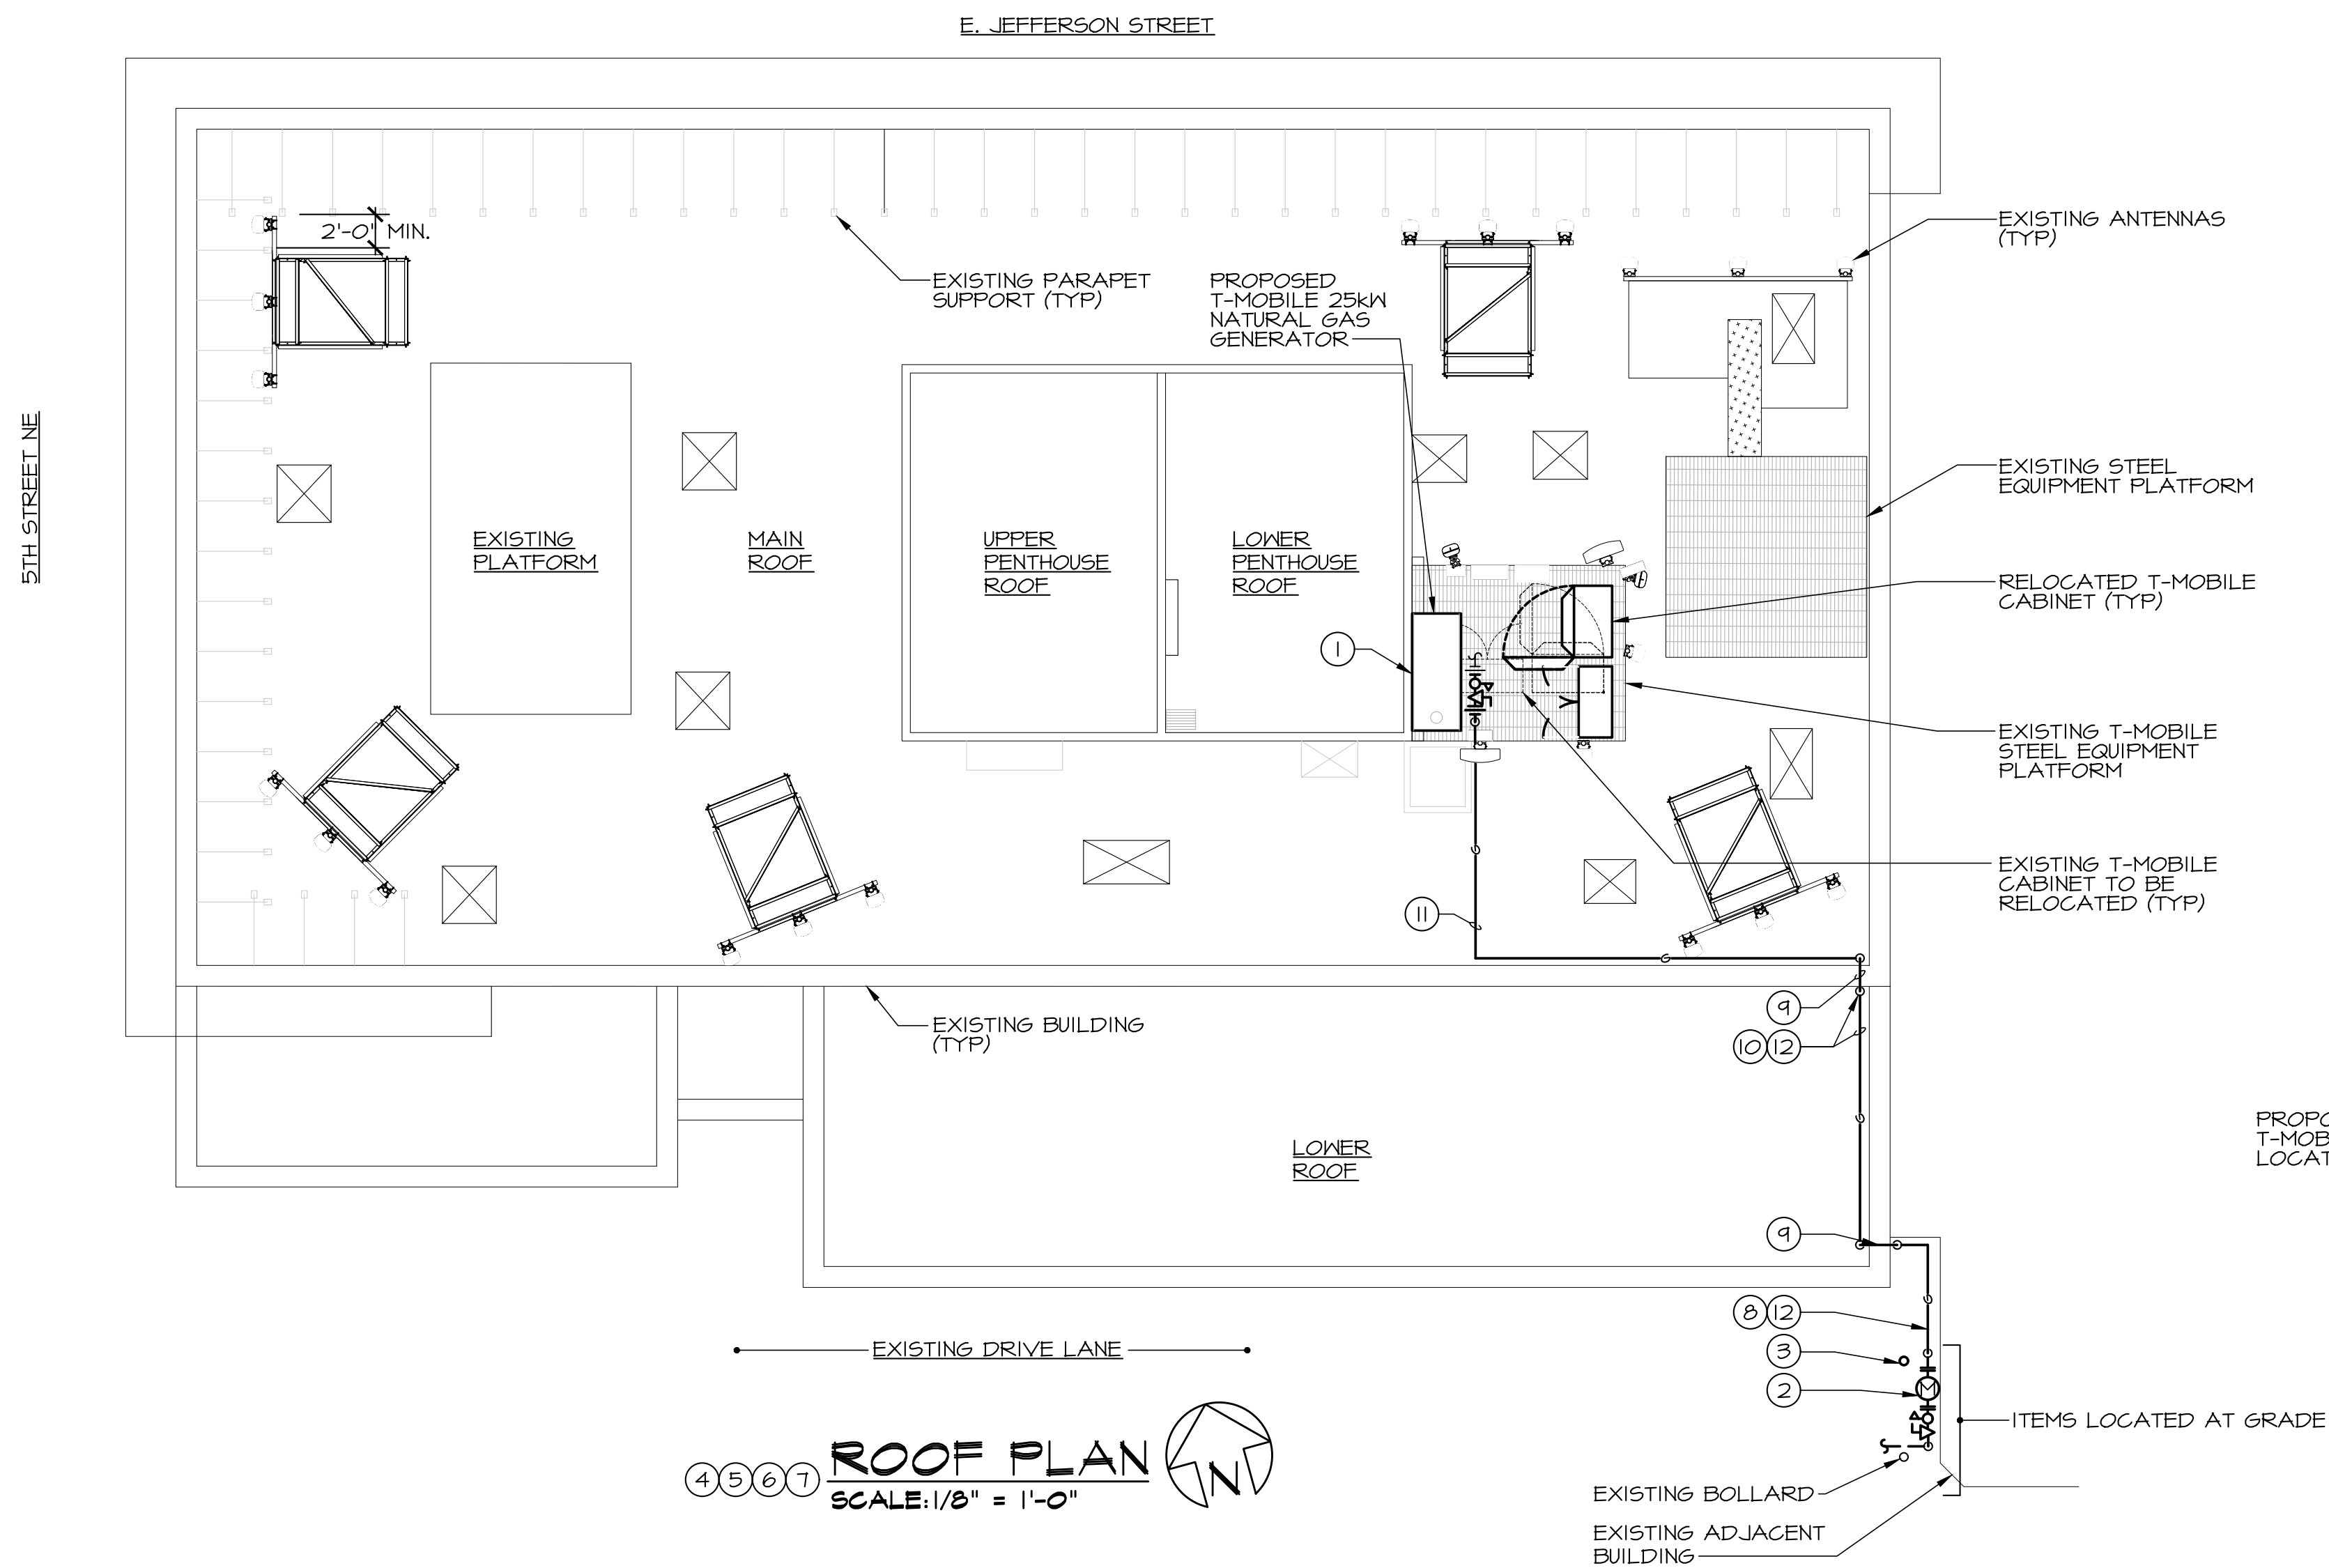 E. JEFFERSON STREET
5TH STREET NE
2'-0" MIN.
EXISTING PARAPET
SUPPORT (TYP)
PROPOSED
T-MOBILE 25kW
NATURAL GAS
GENERATOR
EXISTING ANTENNAS
(TYP)
EXISTING STEEL
EQUIPMENT PLATFORM
EXISTING
PLATFORM
MAIN
ROOF
UPPER
PENTHOUSE
ROOF
LOWER
PENTHOUSE
ROOF
RELOCATED T-MOBILE
CABINET (TYP)
1
EXISTING T-MOBILE
STEEL EQUIPMENT
PLATFORM
EXISTING T-MOBILE
CABINET TO BE
RELOCATED (TYP)
11
9
10 12
EXISTING BUILDING
(TYP)
PROPO
T-MOB
LOCAT
LOWER
ROOF
9
8 12
3
2
M
EXISTING DRIVE LANE
ITEMS LOCATED AT GRADE
4 5 6 7
ROOF PLAN
SCALE: 1/8" = 1'-0"
N
EXISTING BOLLARD
EXISTING ADJACENT
BUILDING